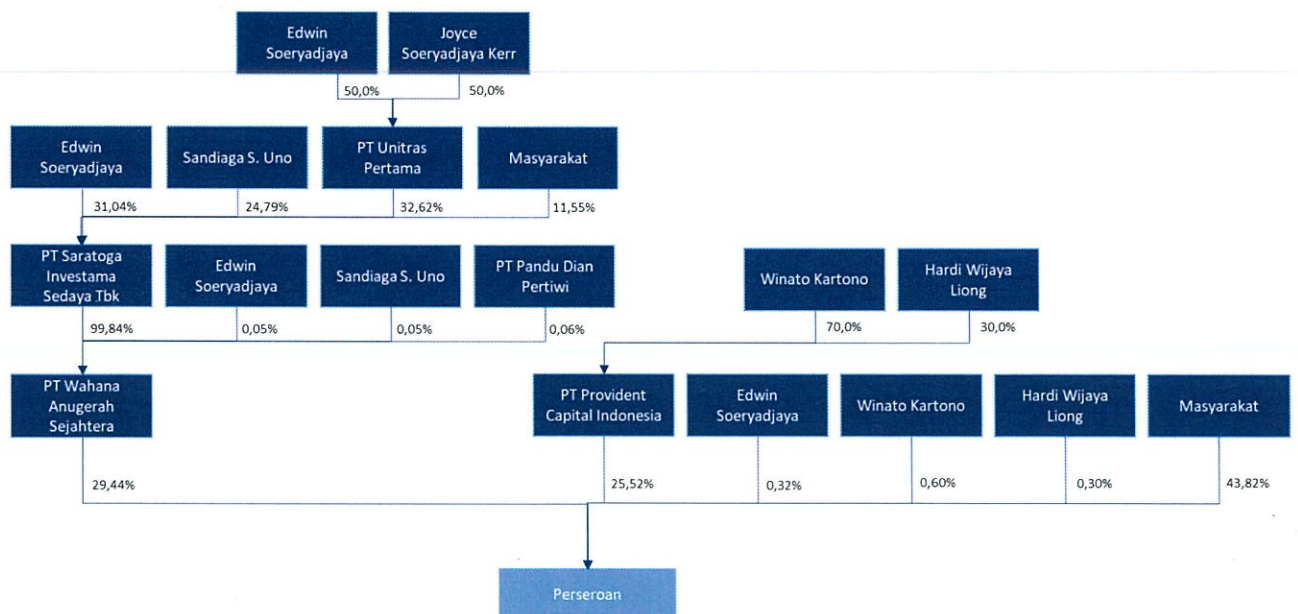 Edwin
Soeryadjaya
Joyce
Soeryadjaya Kerr
50,0%
50,0%
Edwin
Soeryadjaya
Sandiaga S. Uno
PT Unitras
Pertama
Masyarakat
31,04%
24,79%
32,62%
11,55%
PT Saratoga
Investama
Sedaya Tbk
Edwin
Soeryadjaya
Sandiaga S. Uno
PT Pandu Dian
Pertiwi
Winato Kartono
Hardi Wijaya
Liong
99,84%
0,05%
0,05%
0,06%
70,0%
30,0%
PT Wahana
Anugerah
Sejahtera
PT Provident
Capital Indonesia
Edwin
Soeryadjaya
Winato Kartono
Hardi Wijaya
Liong
Masyarakat
29,44%
25,52%
0,32%
0,60%
0,30%
43,82%
Perseroan